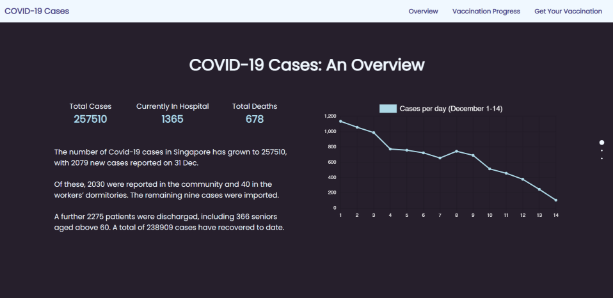 COVID-19 Cases
Overview Vaccination Progress Get Your Vaccination
COVID-19 Cases: An Overview
Total Cases Currently In Hospital Total Deaths
257510 1365 678
The number of Covid-19 cases in Singapore has grown to 257510,
with 2079 new cases reported on 31 Dec.
Of these, 2030 were reported in the community and 40 in the
workers' dormitories. The remaining nine cases were imported.
A further 2275 patients were discharged, including 366 seniors
aged above 60. A total of 238909 cases have recovered to date.
Cases per day (December 1-14)
1,200
1,000
800
600
400
200
0
1 2 3 4 5 6 7 8 9 10 11 12 13 14